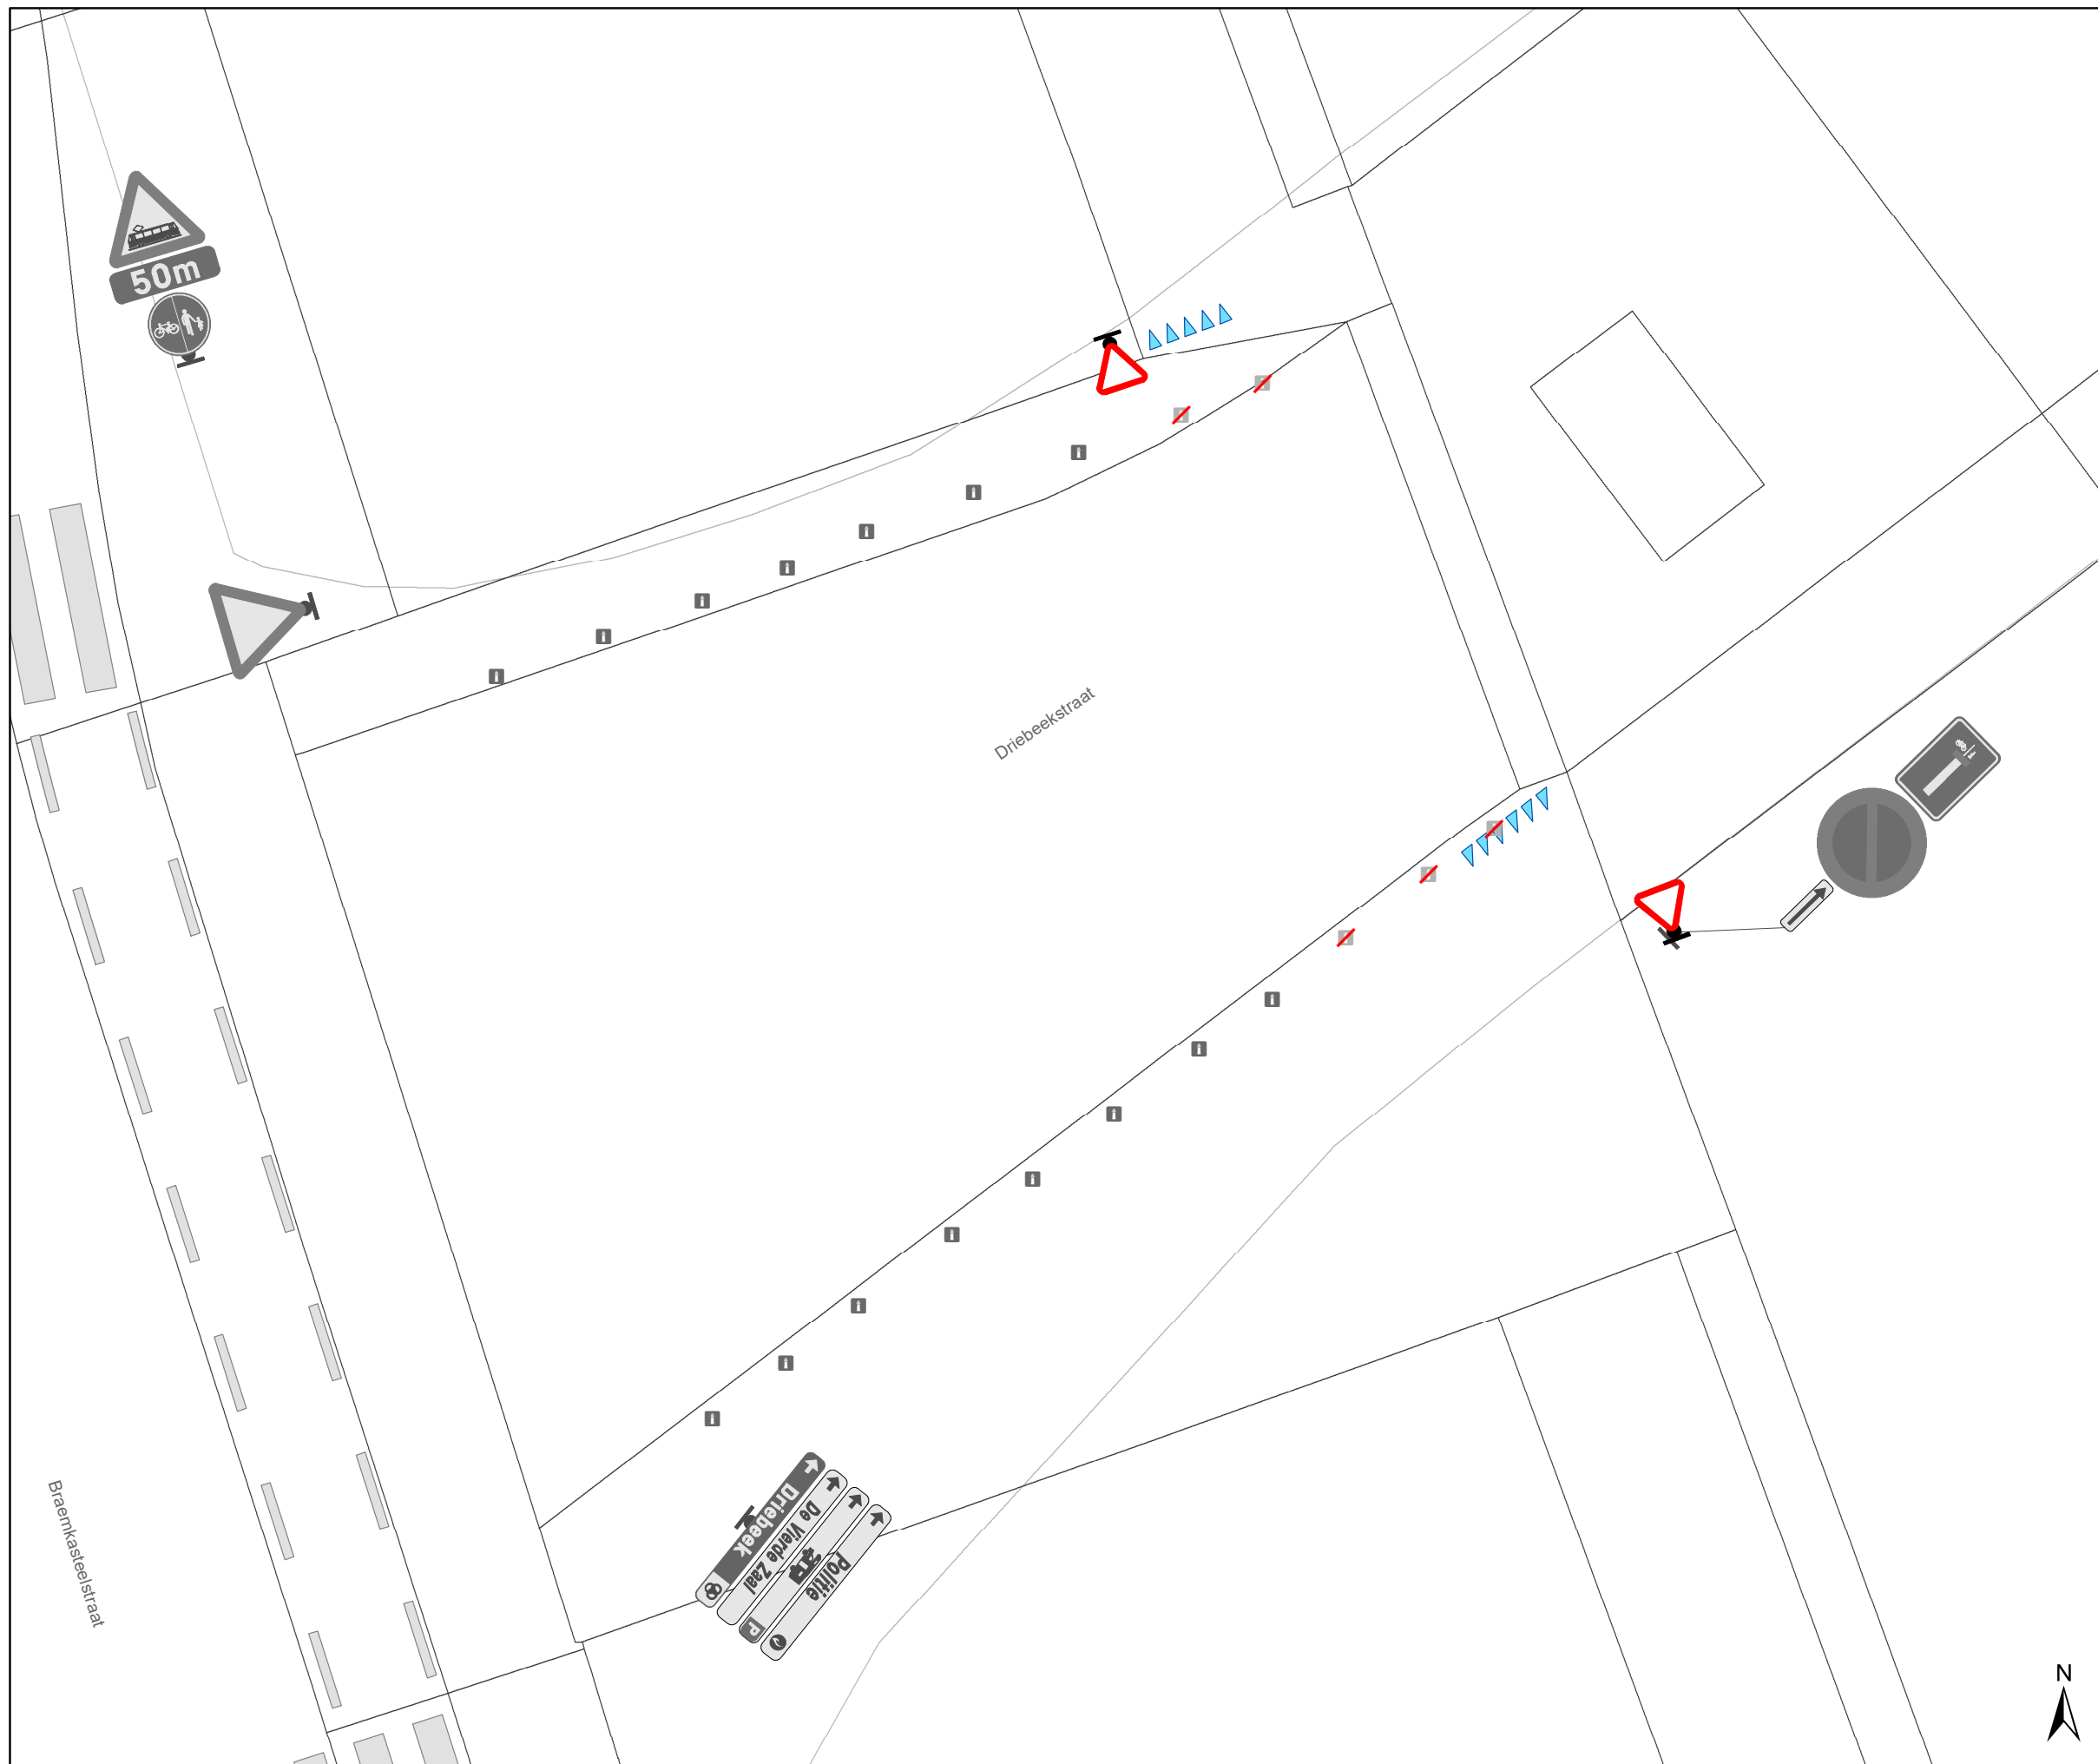 50m
Driebeekstraat
Driebeek
De Vierde Zaal
P
Politie
Braemkasteelstraat
N